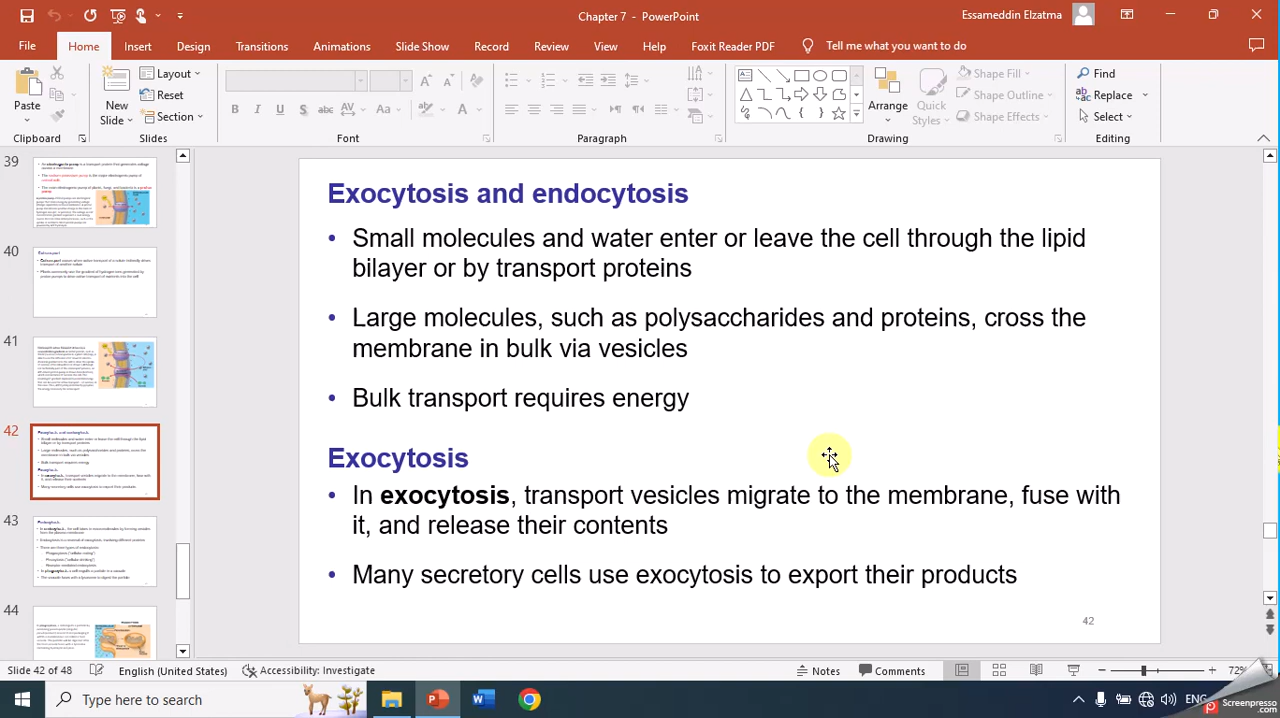 Chapter 7 - PowerPoint
Essameddin Elzatma
File Home Insert Design Transitions Animations Slide Show Record Review View Help Foxit Reader PDF Tell me what you want to do
Paste
New
Slide
Layout
Reset
Section
B I U S abc AV Aa A
Arrange
Quick
Styles
Shape Fill
Shape Outline
Shape Effects
Find
Replace
Select
Clipboard Slides Font Paragraph Drawing Editing
39
40
41
42
43
44
Exocytosis and endocytosis
• Small molecules and water enter or leave the cell through the lipid
bilayer or by transport proteins
• Large molecules, such as polysaccharides and proteins, cross the
membrane in bulk via vesicles
• Bulk transport requires energy
Exocytosis
• In exocytosis, transport vesicles migrate to the membrane, fuse with
it, and release their contents
• Many secretory cells use exocytosis to export their products
42
Slide 42 of 48 English (United States) Accessibility: Investigate Notes Comments 72%
Type here to search
ENG
Screenpresso
.com